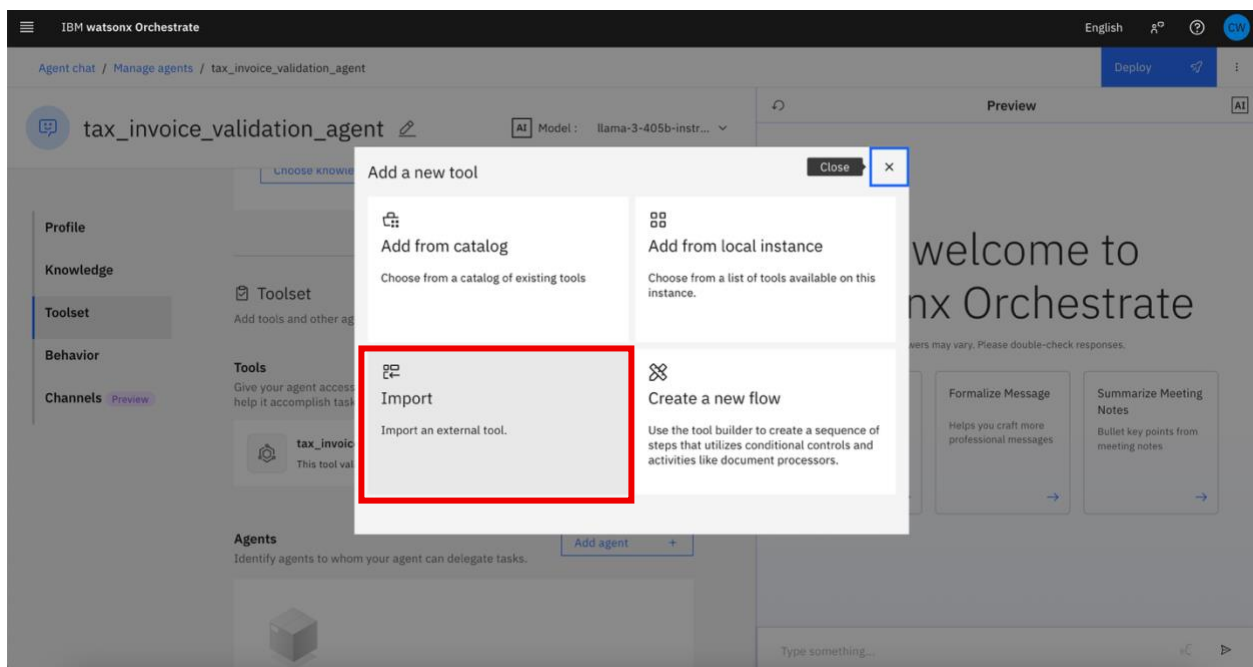 IBM watsonx Orchestrate
English
CW
Agent chat / Manage agents / tax_invoice_validation_agent
Deploy
tax_invoice_validation_agent
AI Model : llama-3-405b-instr...
Preview
AI
Choose knowle
Profile
Knowledge
Toolset
Behavior
Channels Preview
Toolset
Add tools and other ag
Tools
Give your agent access
help it accomplish task
tax_invoic
This tool val
Agents
Identify agents to whom your agent can delegate tasks.
Add agent +
Add a new tool
Close
Add from catalog
Choose from a catalog of existing tools
Add from local instance
Choose from a list of tools available on this
instance.
Import
Import an external tool.
Create a new flow
Use the tool builder to create a sequence of
steps that utilizes conditional controls and
activities like document processors.
welcome to
nx Orchestrate
wers may vary. Please double-check responses.
Formalize Message
Helps you craft more
professional messages
Summarize Meeting
Notes
Bullet key points from
meeting notes
Type something...